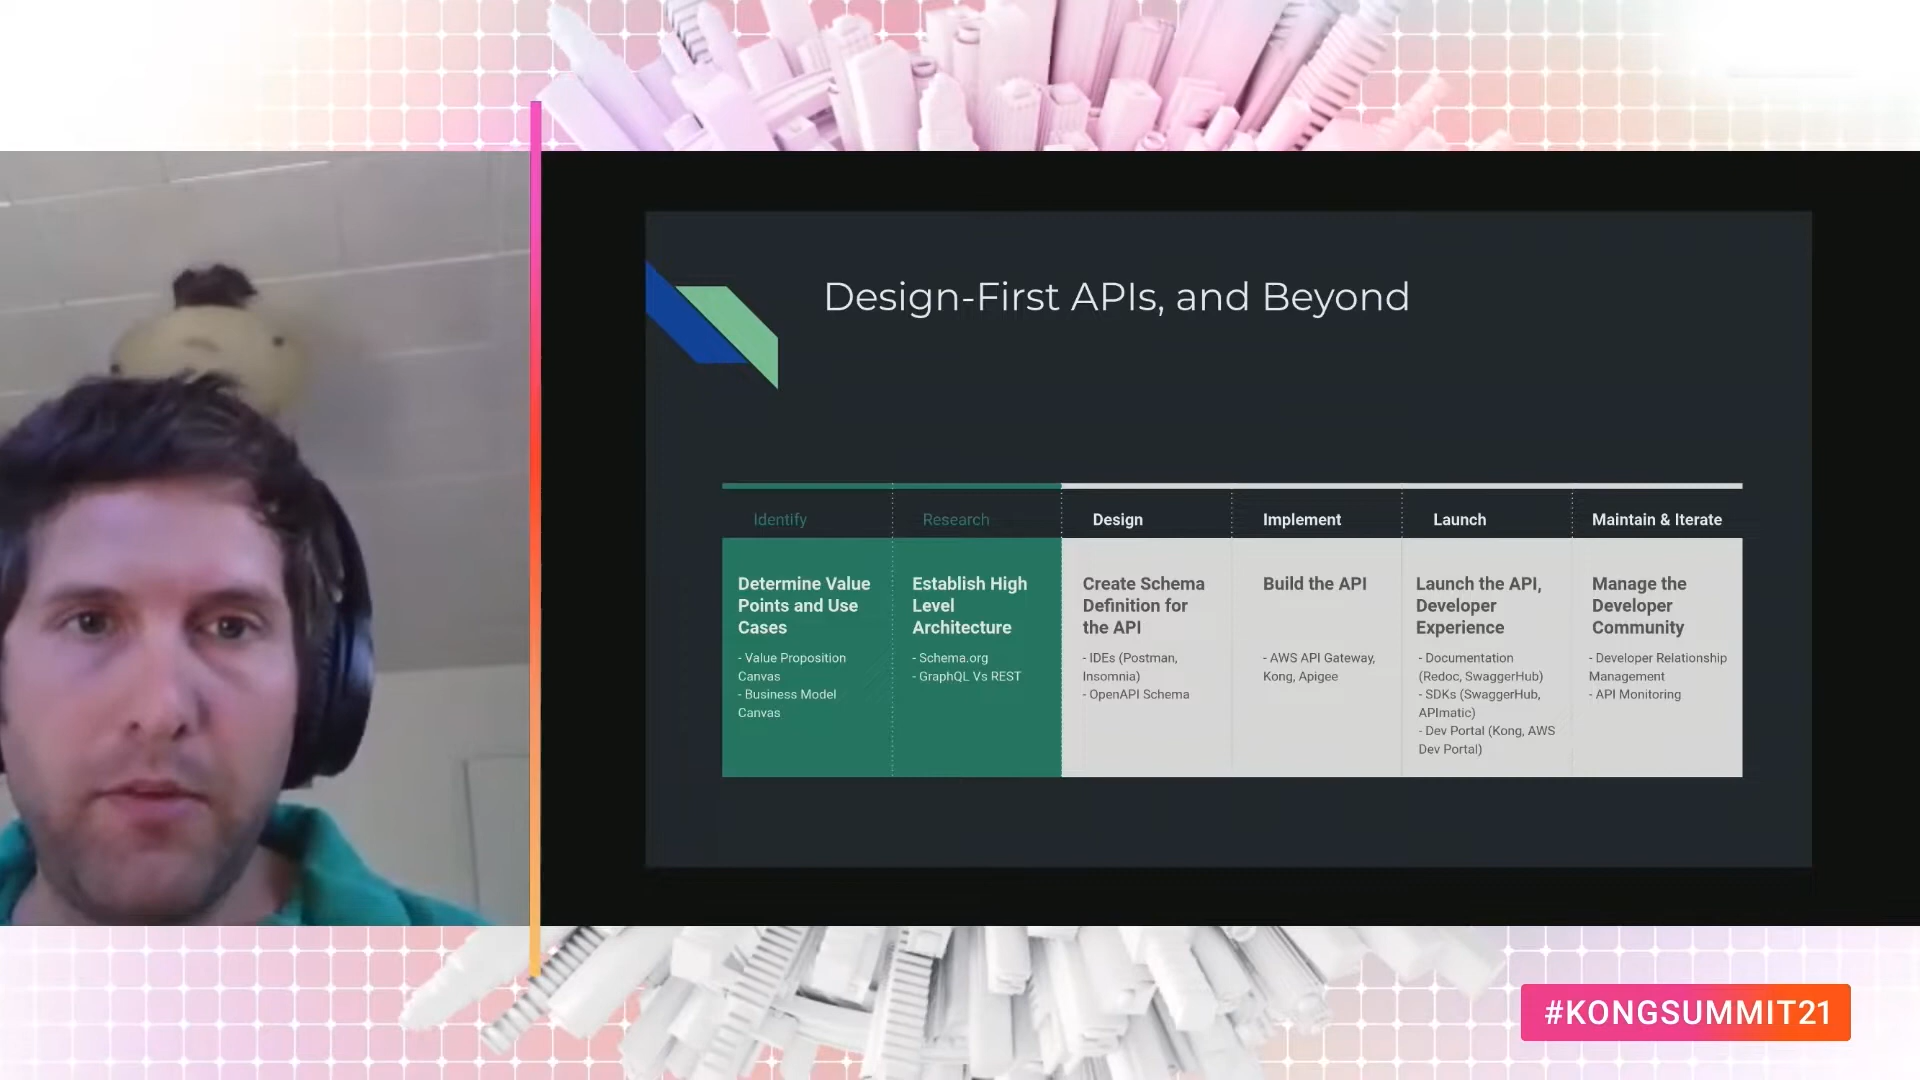 Design-First APIs, and Beyond
Identify
Research
Design
Implement
Launch
Maintain & Iterate
Determine Value
Points and Use
Cases
- Value Proposition
Canvas
- Business Model
Canvas
Establish High
Level
Architecture
- Schema.org
- GraphQL Vs REST
Create Schema
Definition for
the API
- IDEs (Postman,
Insomnia)
- OpenAPI Schema
Build the API
- AWS API Gateway,
Kong, Apigee
Launch the API,
Developer
Experience
- Documentation
(Redoc, SwaggerHub)
- SDKs (SwaggerHub,
APImatic)
- Dev Portal (Kong, AWS
Dev Portal)
Manage the
Developer
Community
- Developer Relationship
Management
- API Monitoring
#KONGSUMMIT21